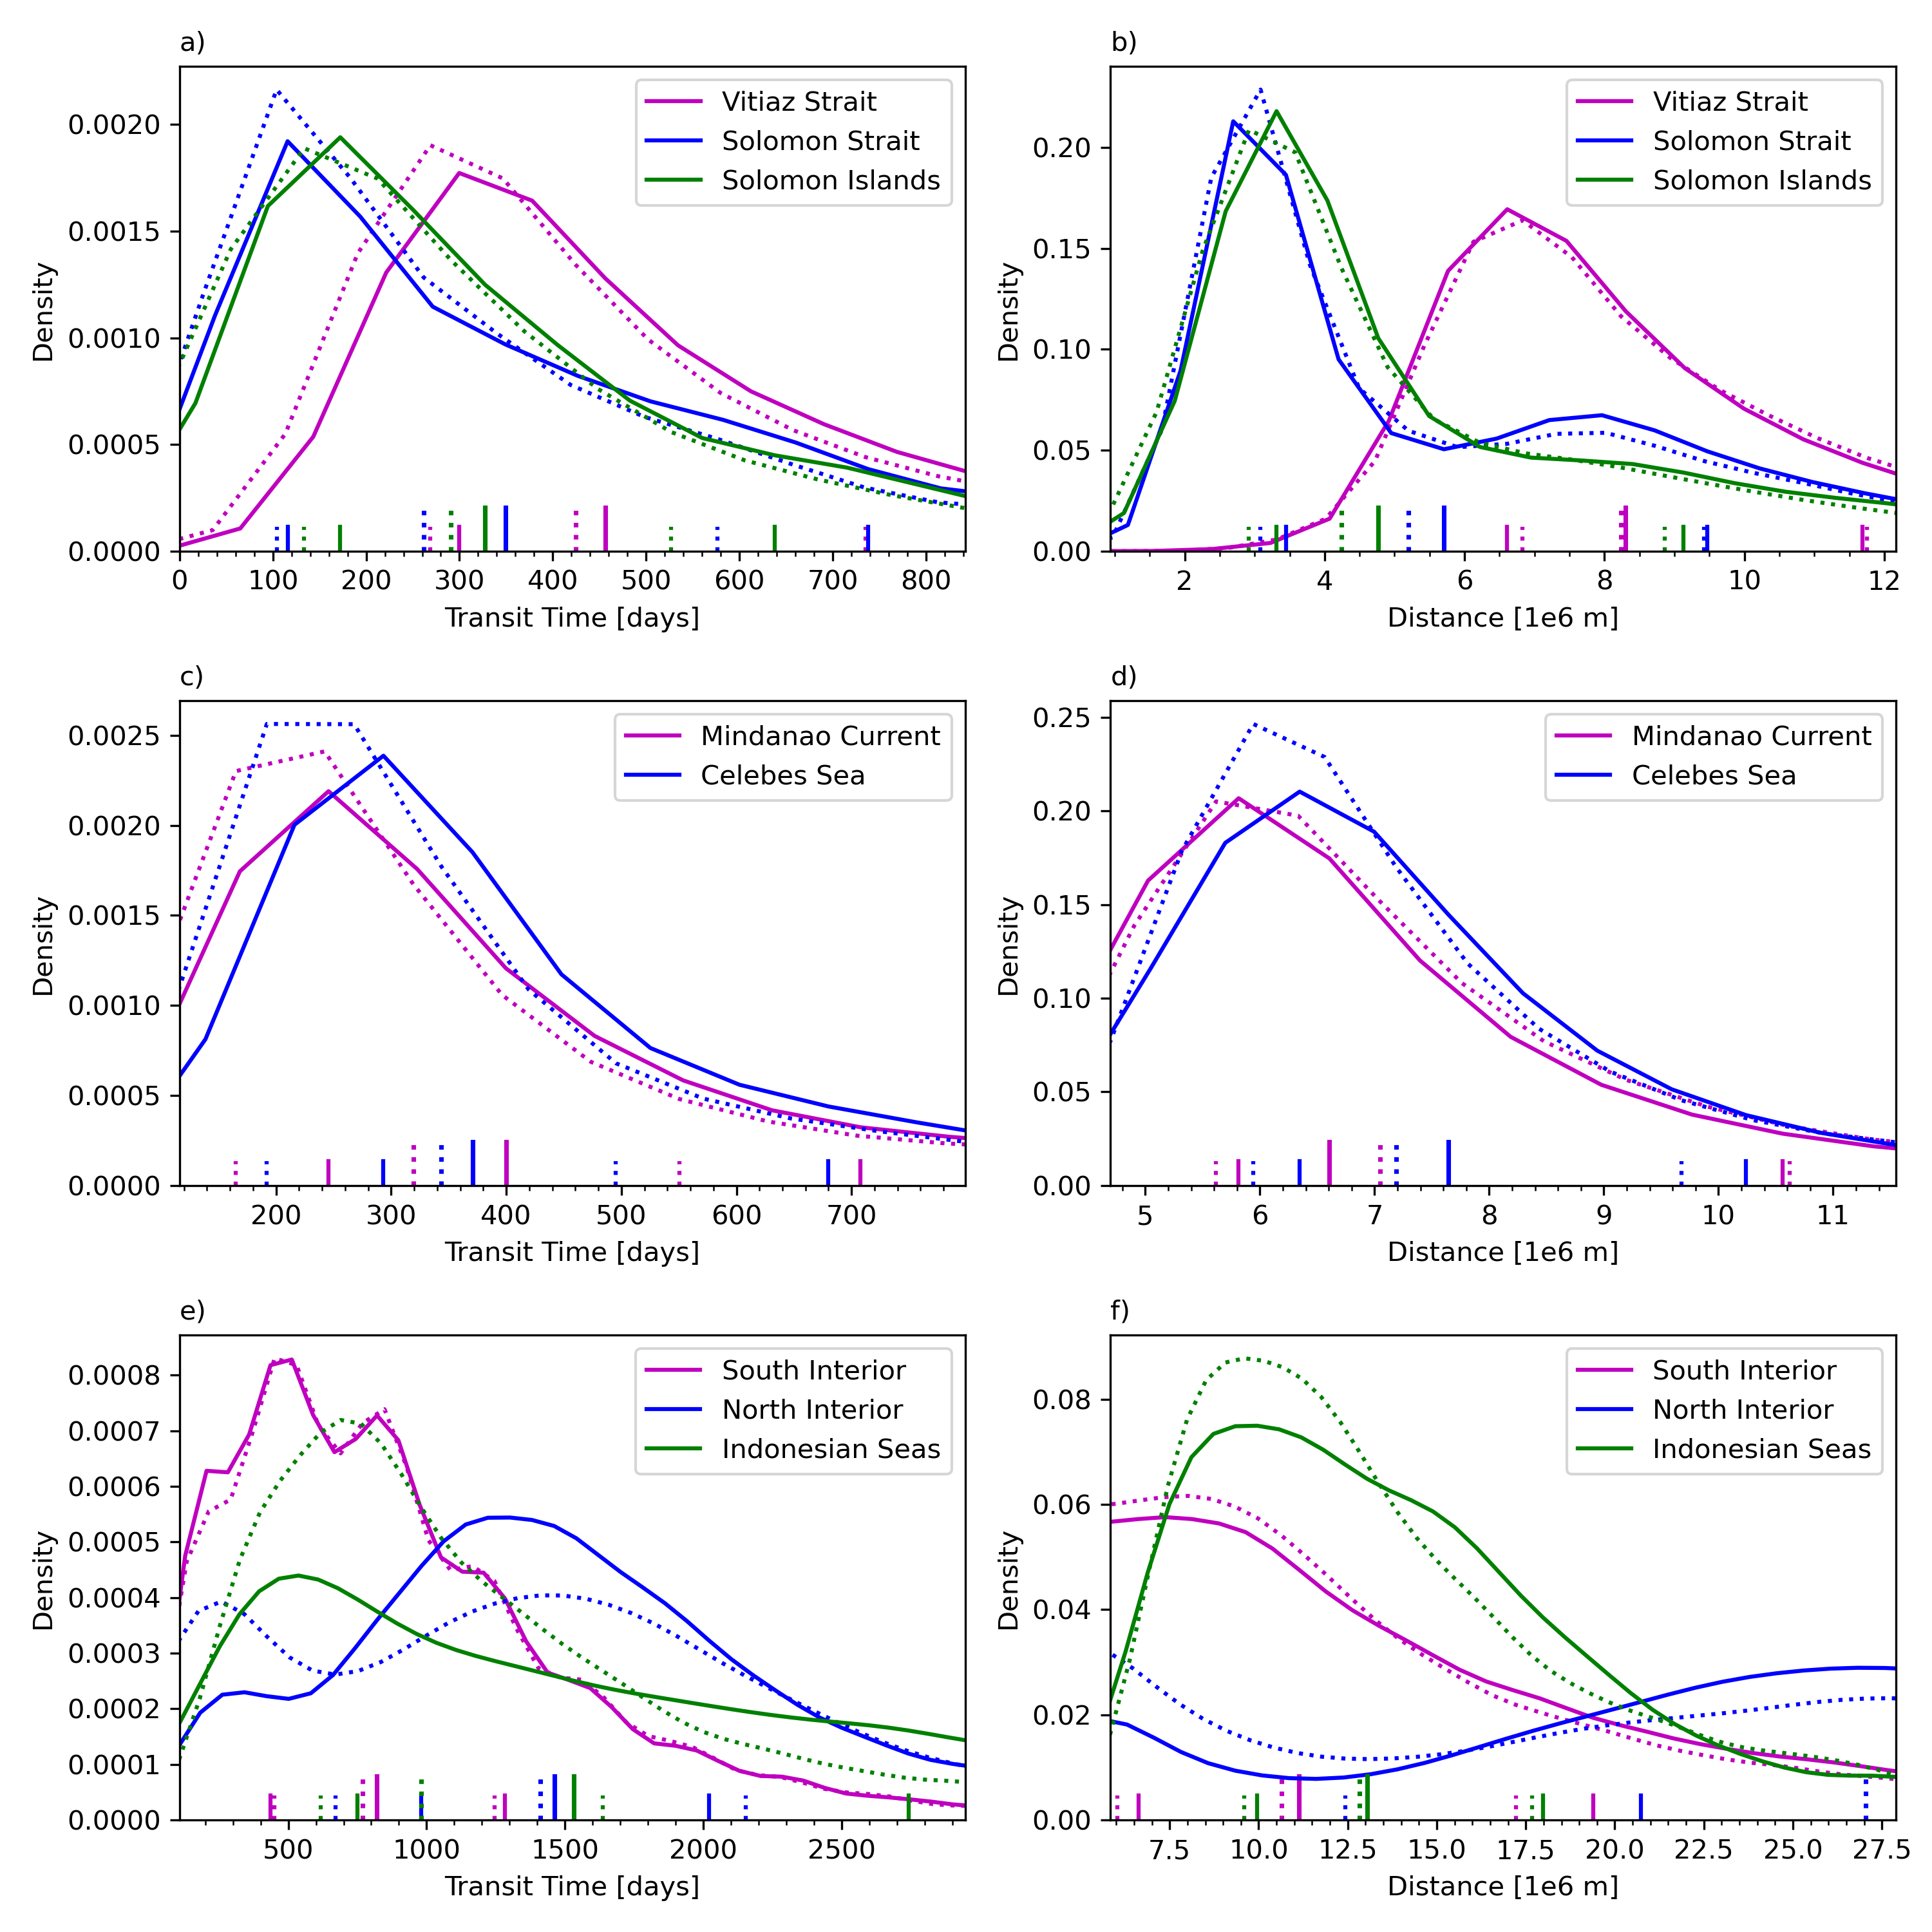 a)
0.0020
0.0015
0.0010
0.0005
0.0000
Density
0 100 200 300 400 500 600 700 800
Transit Time [days]
Vitiaz Strait
Solomon Strait
Solomon Islands
b)
0.20
0.15
0.10
0.05
0.00
Density
2 4 6 8 10 12
Distance [1e6 m]
Vitiaz Strait
Solomon Strait
Solomon Islands
c)
0.0025
0.0020
0.0015
0.0010
0.0005
0.0000
Density
200 300 400 500 600 700
Transit Time [days]
Mindanao Current
Celebes Sea
d)
0.25
0.20
0.15
0.10
0.05
0.00
Density
5 6 7 8 9 10 11
Distance [1e6 m]
Mindanao Current
Celebes Sea
e)
0.0008
0.0007
0.0006
0.0005
0.0004
0.0003
0.0002
0.0001
0.0000
Density
500 1000 1500 2000 2500
Transit Time [days]
South Interior
North Interior
Indonesian Seas
f)
0.08
0.06
0.04
0.02
0.00
Density
7.5 10.0 12.5 15.0 17.5 20.0 22.5 25.0 27.5
Distance [1e6 m]
South Interior
North Interior
Indonesian Seas